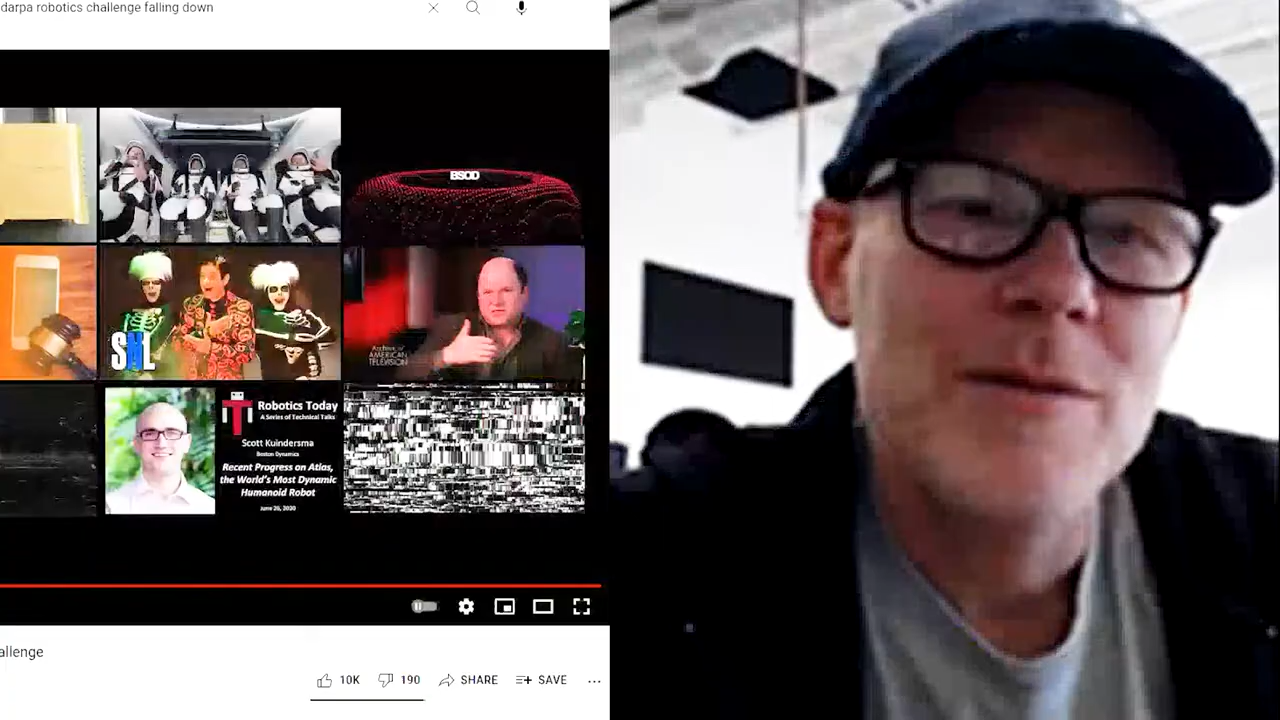 darpa robotics challenge falling down
BSOD
SNL
Archive of
AMERICAN
TELEVISION
Robotics Today
A Series of Technical Talks
Scott Kuindersma
Boston Dynamics
Recent Progress on Atlas,
the World's Most Dynamic
Humanoid Robot
June 26, 2020
allenge
10K
190
SHARE
SAVE